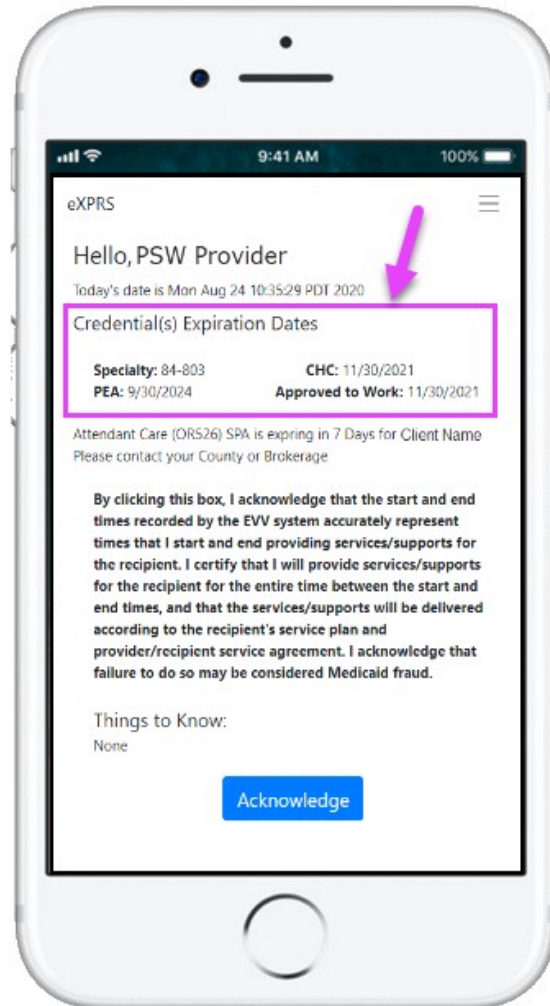 9:41 AM 100%
eXPRS
Hello, PSW Provider
Today's date is Mon Aug 24 10:35:29 PDT 2020
Credential(s) Expiration Dates
Specialty: 84-803 CHC: 11/30/2021
PEA: 9/30/2024 Approved to Work: 11/30/2021
Attendant Care (OR526) SPA is expring in 7 Days for Client Name
Please contact your County or Brokerage
By clicking this box, I acknowledge that the start and end
times recorded by the EVV system accurately represent
times that I start and end providing services/supports for
the recipient. I certify that I will provide services/supports
for the recipient for the entire time between the start and
end times, and that the services/supports will be delivered
according to the recipient's service plan and
provider/recipient service agreement. I acknowledge that
failure to do so may be considered Medicaid fraud.
Things to Know:
None
Acknowledge